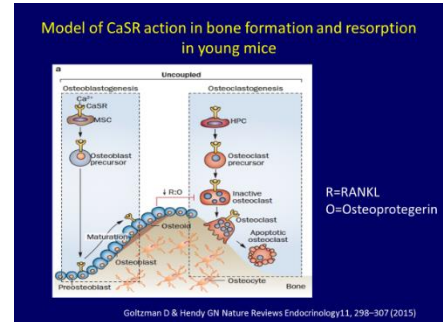 Model of CaSR action in bone formation and resorption
in young mice
a
Uncoupled
Osteoblastogenesis
Osteoclastogenesis
Ca²⁺
CaSR
MSC
HPC
Osteoblast
precursor
Osteoclast
precursor
↓ R:O
Inactive
osteoclast
Osteoclast
Maturation
Osteoid
Apoptotic
osteoclast
Osteoblast
Preosteoblast
Osteocyte
Bone
R=RANKL
O=Osteoprotegerin
Goltzman D & Hendy GN Nature Reviews Endocrinology11, 298–307 (2015)